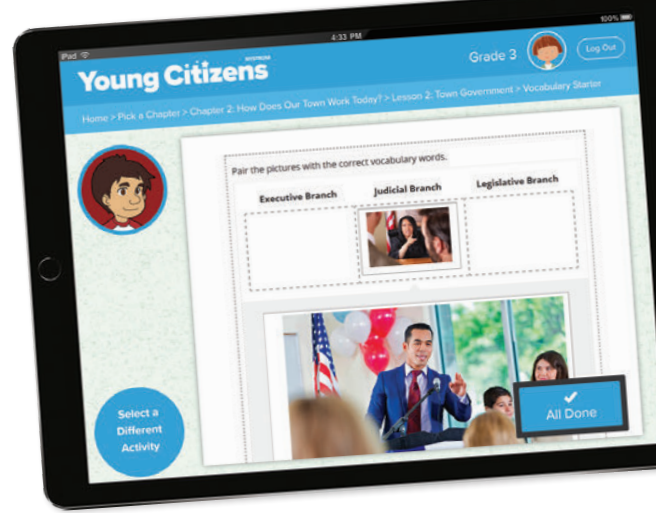 iPad
4:33 PM
100%
Young Citizens
Grade 3
Log Out
Home > Pick a Chapter > Chapter 2: How Does Our Town Work Today? > Lesson 2: Town Government > Vocabulary Starter
Pair the pictures with the correct vocabulary words.
Executive Branch
Judicial Branch
Legislative Branch
Select a
Different
Activity
All Done